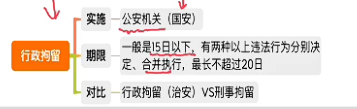 行政拘留
实施
公安机关（国安）
期限
一般是15日以下，有两种以上违法行为分别决
定、合并执行，最长不超过20日
对比
行政拘留（治安）VS刑事拘留